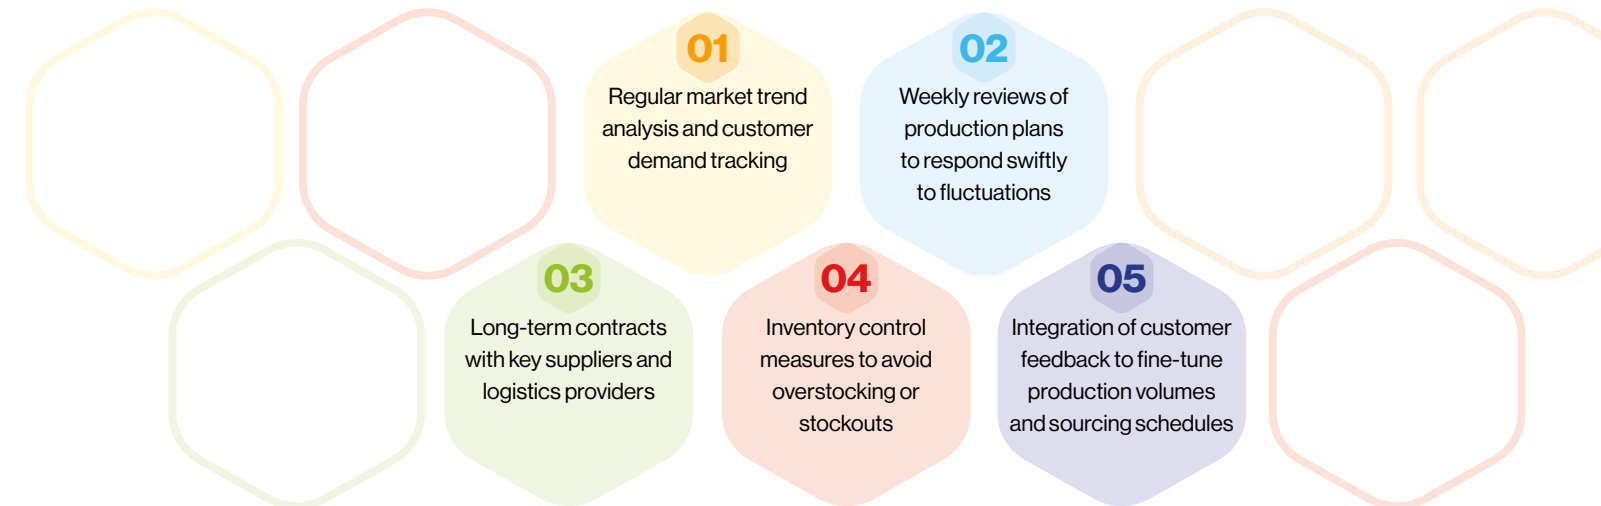 01
Regular market trend
analysis and customer
demand tracking
02
Weekly reviews of
production plans
to respond swiftly
to fluctuations
03
Long-term contracts
with key suppliers and
logistics providers
04
Inventory control
measures to avoid
overstocking or
stockouts
05
Integration of customer
feedback to fine-tune
production volumes
and sourcing schedules